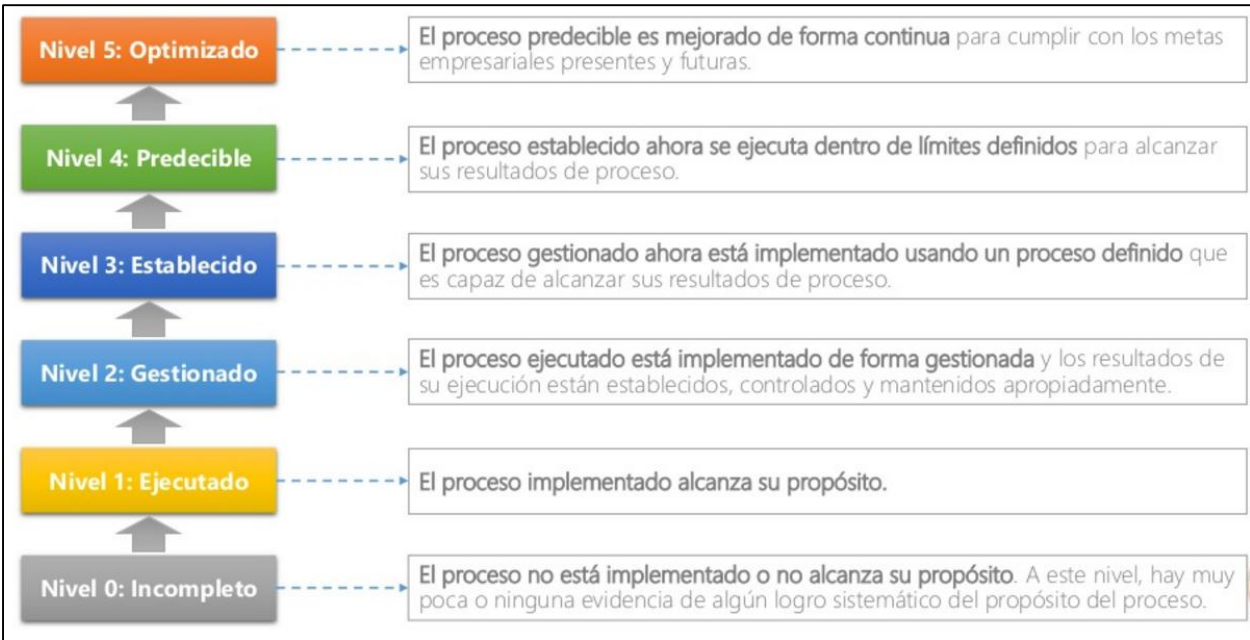 Nivel 5: Optimizado
El proceso predecible es mejorado de forma continua para cumplir con los metas
empresariales presentes y futuras.
Nivel 4: Predecible
El proceso establecido ahora se ejecuta dentro de límites definidos para alcanzar
sus resultados de proceso.
Nivel 3: Establecido
El proceso gestionado ahora está implementado usando un proceso definido que
es capaz de alcanzar sus resultados de proceso.
Nivel 2: Gestionado
El proceso ejecutado está implementado de forma gestionada y los resultados de
su ejecución están establecidos, controlados y mantenidos apropiadamente.
Nivel 1: Ejecutado
El proceso implementado alcanza su propósito.
Nivel 0: Incompleto
El proceso no está implementado o no alcanza su propósito. A este nivel, hay muy
poca o ninguna evidencia de algún logro sistemático del propósito del proceso.